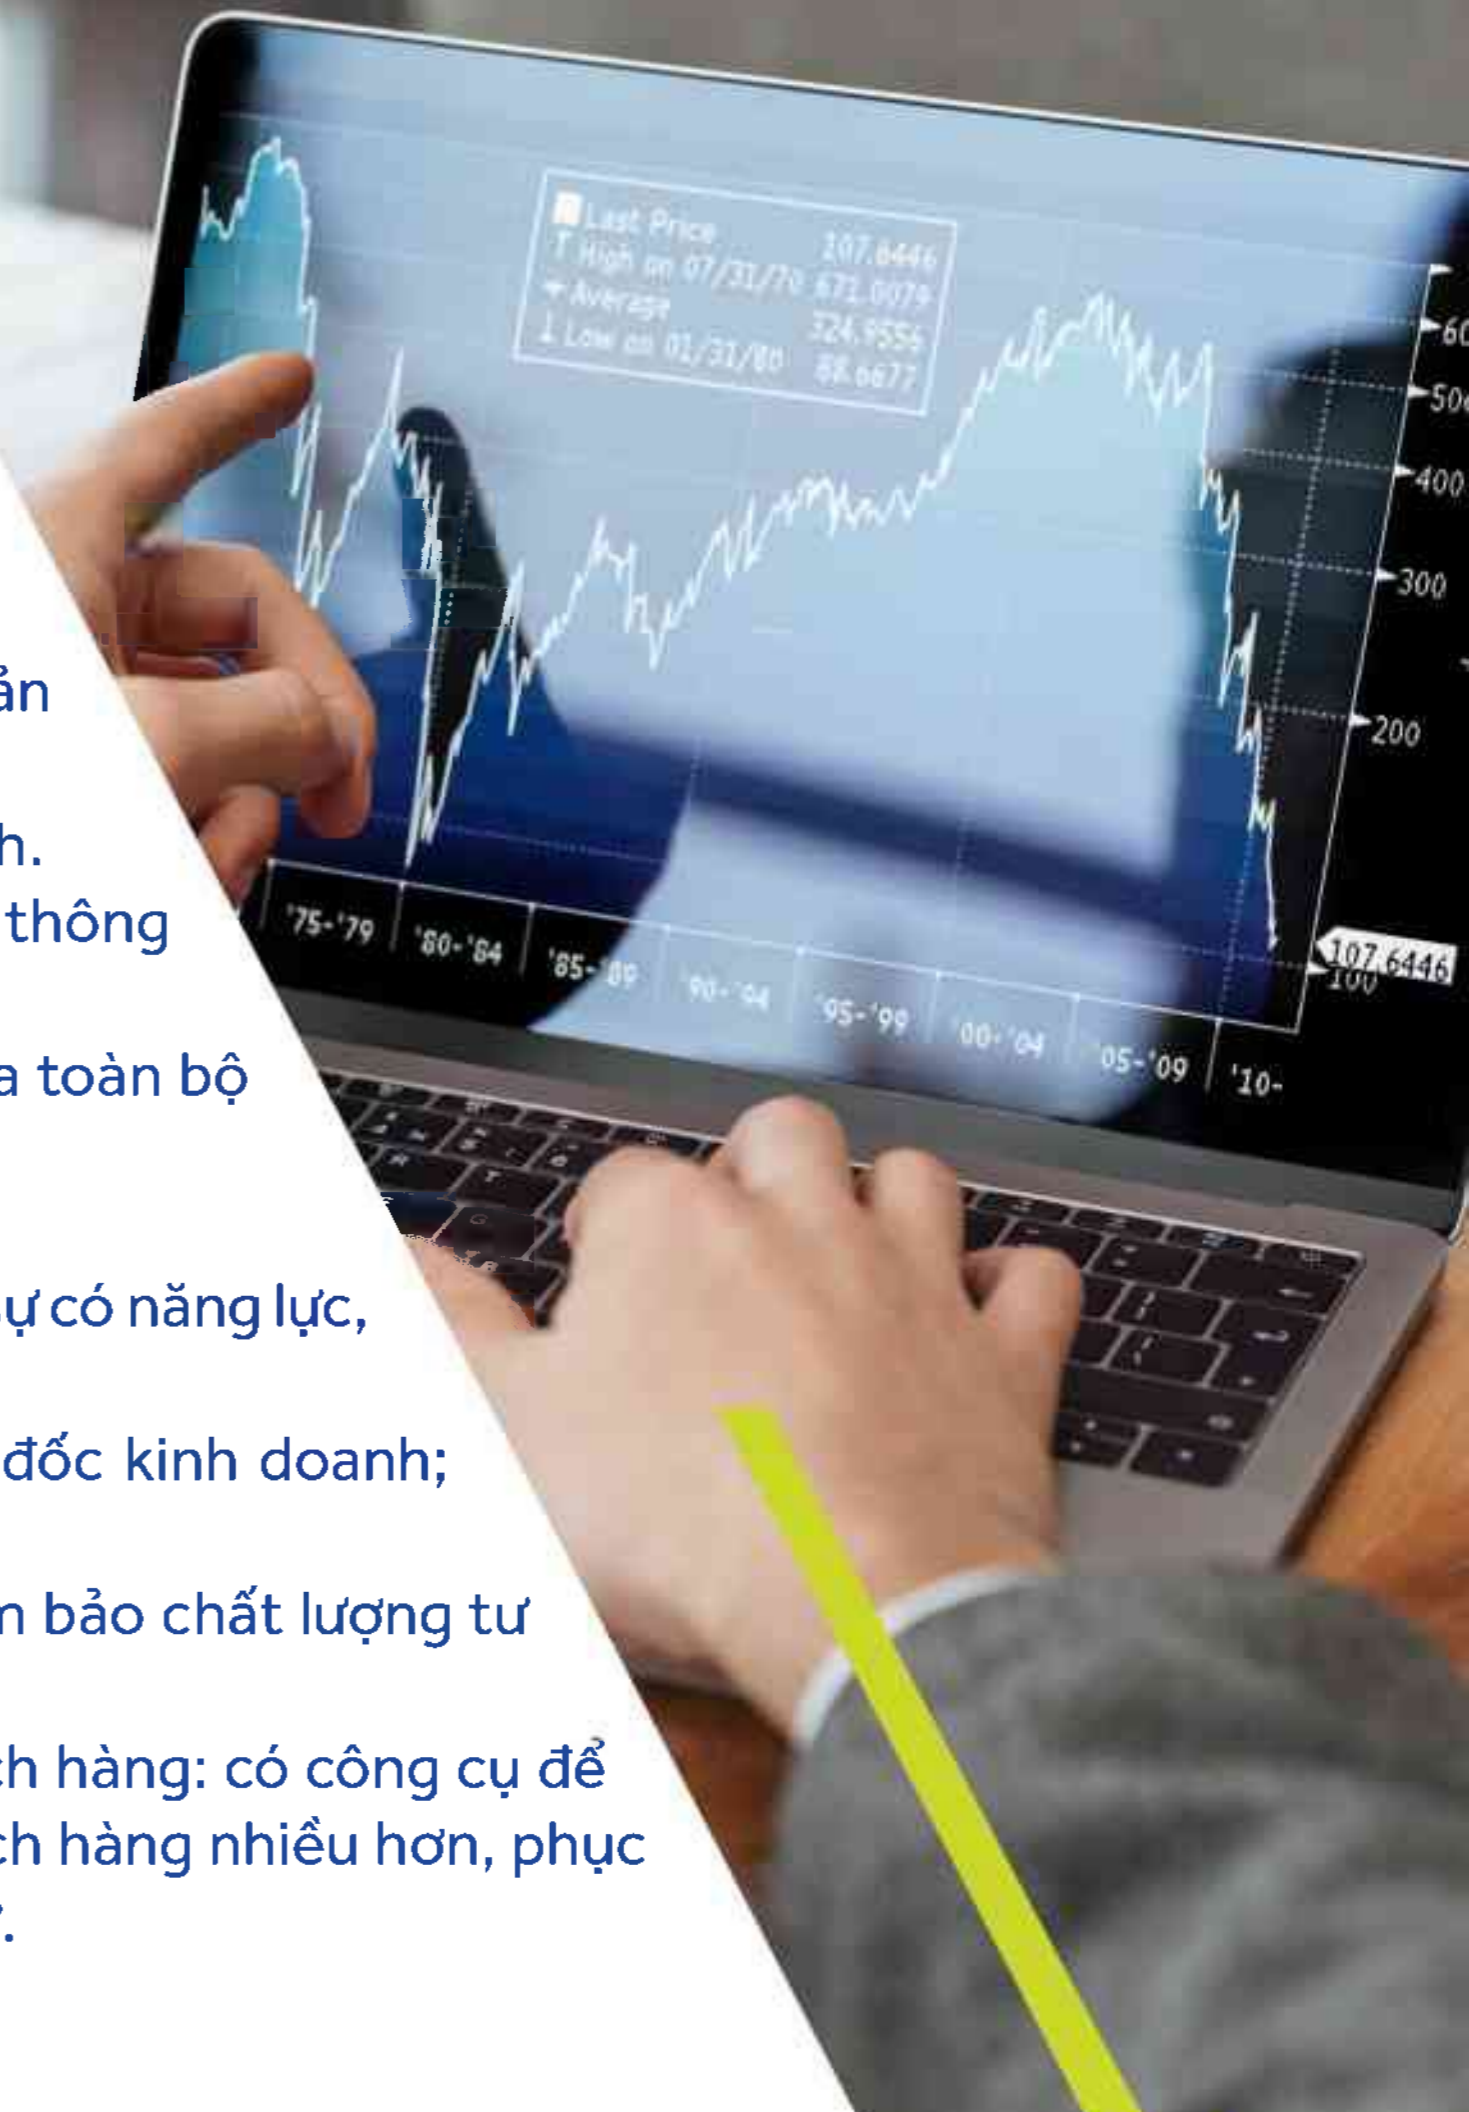 Last Price 107.6446
T High on 07/31/70 671.0079
Average 324.9556
Low on 01/31/80 88.6677
600
500
400
300
200
107.6446
100
'75-'79 '80-'84 '85-'89 '90-'94 '95-'99 '00-'04 '05-'09 '10-
ản
h.
thông
a toàn bộ
sự có năng lực,
đốc kinh doanh;
m bảo chất lượng tư
ch hàng: có công cụ để
ch hàng nhiều hơn, phục